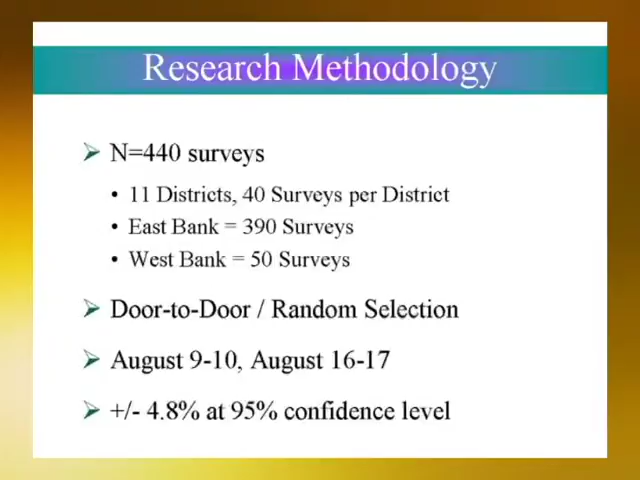 Research Methodology
N=440 surveys
11 Districts, 40 Surveys per District
East Bank = 390 Surveys
West Bank = 50 Surveys
Door-to-Door / Random Selection
August 9-10, August 16-17
+/- 4.8% at 95% confidence level